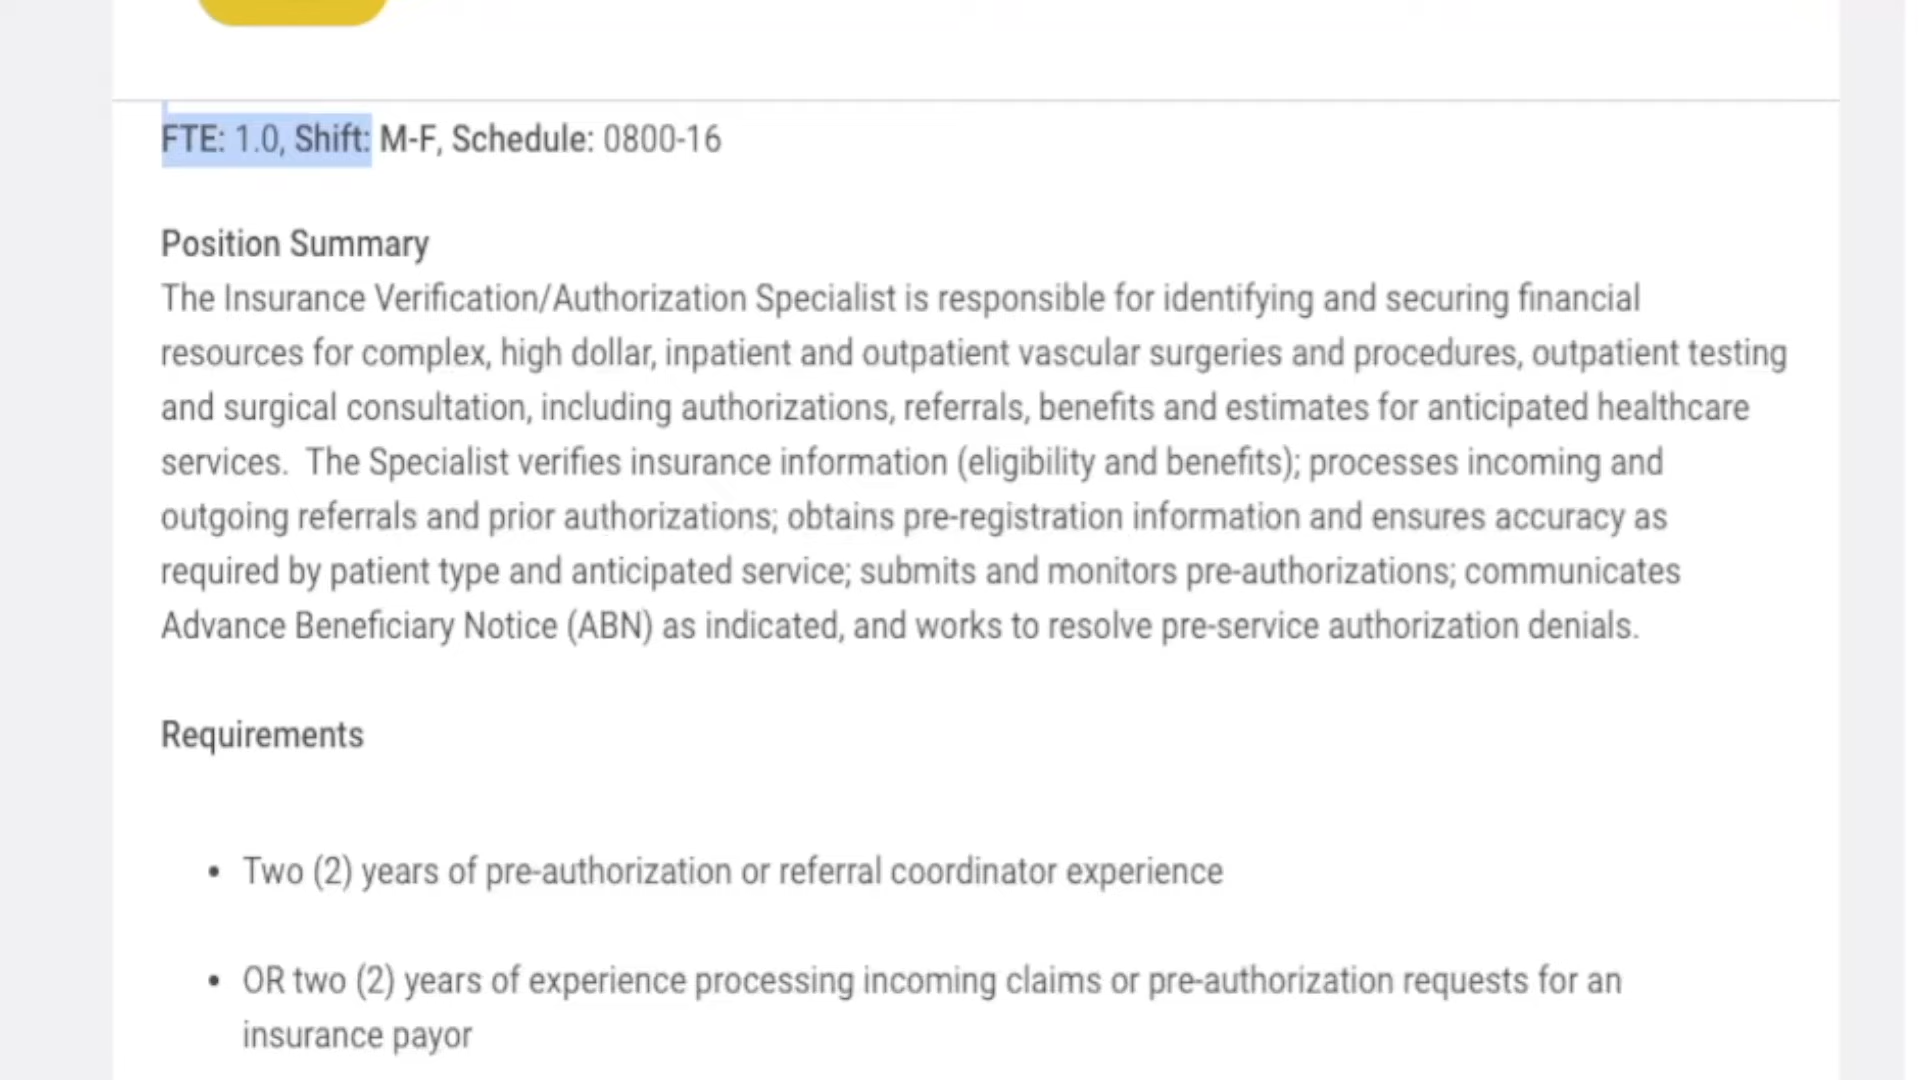 FTE: 1.0, Shift: M-F, Schedule: 0800-16
Position Summary
The Insurance Verification/Authorization Specialist is responsible for identifying and securing financial
resources for complex, high dollar, inpatient and outpatient vascular surgeries and procedures, outpatient testing
and surgical consultation, including authorizations, referrals, benefits and estimates for anticipated healthcare
services.  The Specialist verifies insurance information (eligibility and benefits); processes incoming and
outgoing referrals and prior authorizations; obtains pre-registration information and ensures accuracy as
required by patient type and anticipated service; submits and monitors pre-authorizations; communicates
Advance Beneficiary Notice (ABN) as indicated, and works to resolve pre-service authorization denials.
Requirements
• Two (2) years of pre-authorization or referral coordinator experience
• OR two (2) years of experience processing incoming claims or pre-authorization requests for an
insurance payor